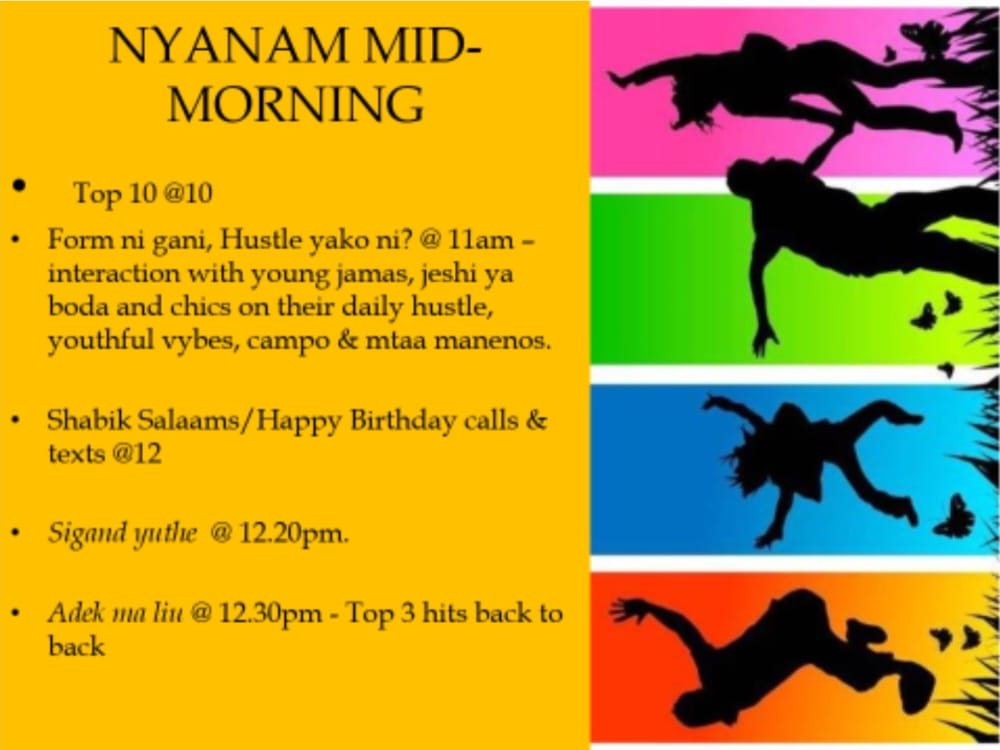 NYANAM MID-
MORNING
• Top 10 @10
• Form ni gani, Hustle yako ni? @ 11am –
interaction with young jamas, jeshi ya
boda and chics on their daily hustle,
youthful vybes, campo & mtaa manenos.
• Shabik Salaams/Happy Birthday calls &
texts @12
• Sigand yuthe @ 12.20pm.
• Adek ma liu @ 12.30pm - Top 3 hits back to
back